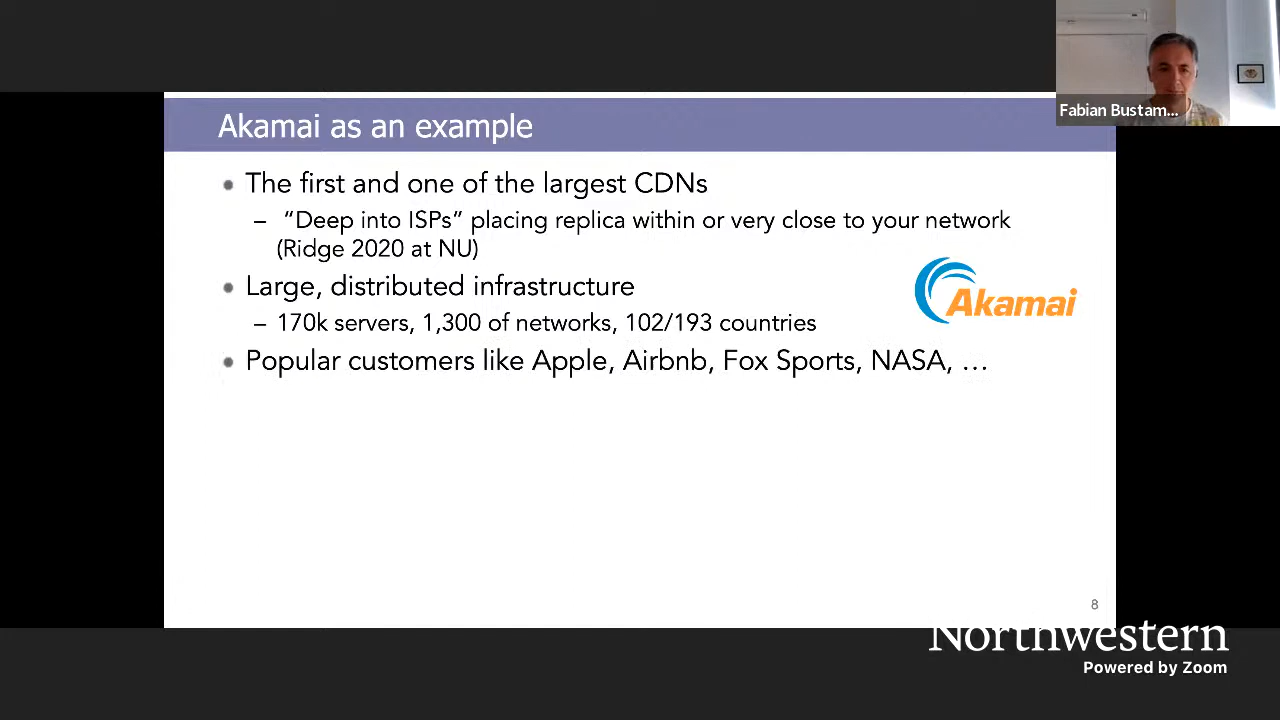 Fabian Bustam...
Akamai as an example
The first and one of the largest CDNs
– “Deep into ISPs” placing replica within or very close to your network
(Ridge 2020 at NU)
Large, distributed infrastructure
Akamai
– 170k servers, 1,300 of networks, 102/193 countries
Popular customers like Apple, Airbnb, Fox Sports, NASA, …
8
Northwestern
Powered by Zoom